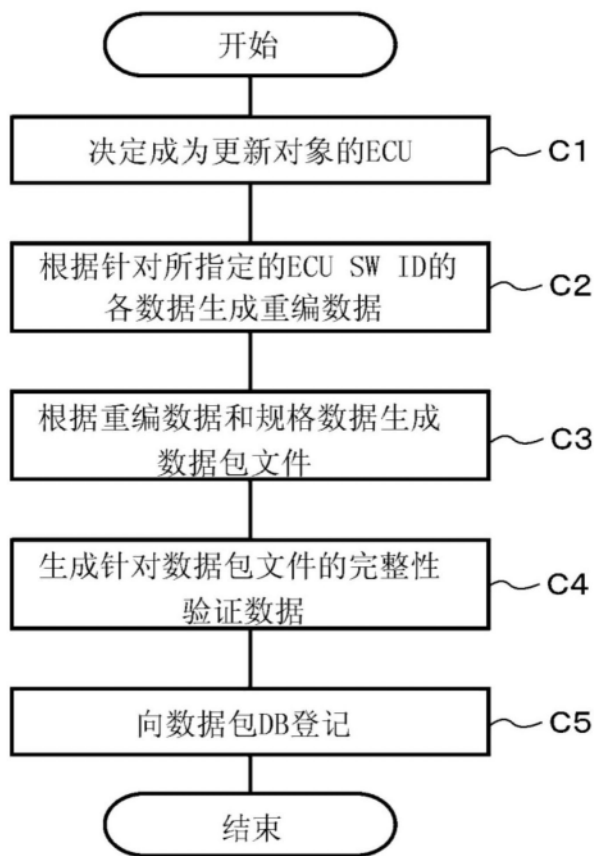 开始
决定成为更新对象的ECU
C1
根据针对所指定的ECU SW ID的
各数据生成重编数据
C2
根据重编数据和规格数据生成
数据包文件
C3
生成针对数据包文件的完整性
验证数据
C4
向数据包DB登记
C5
结束